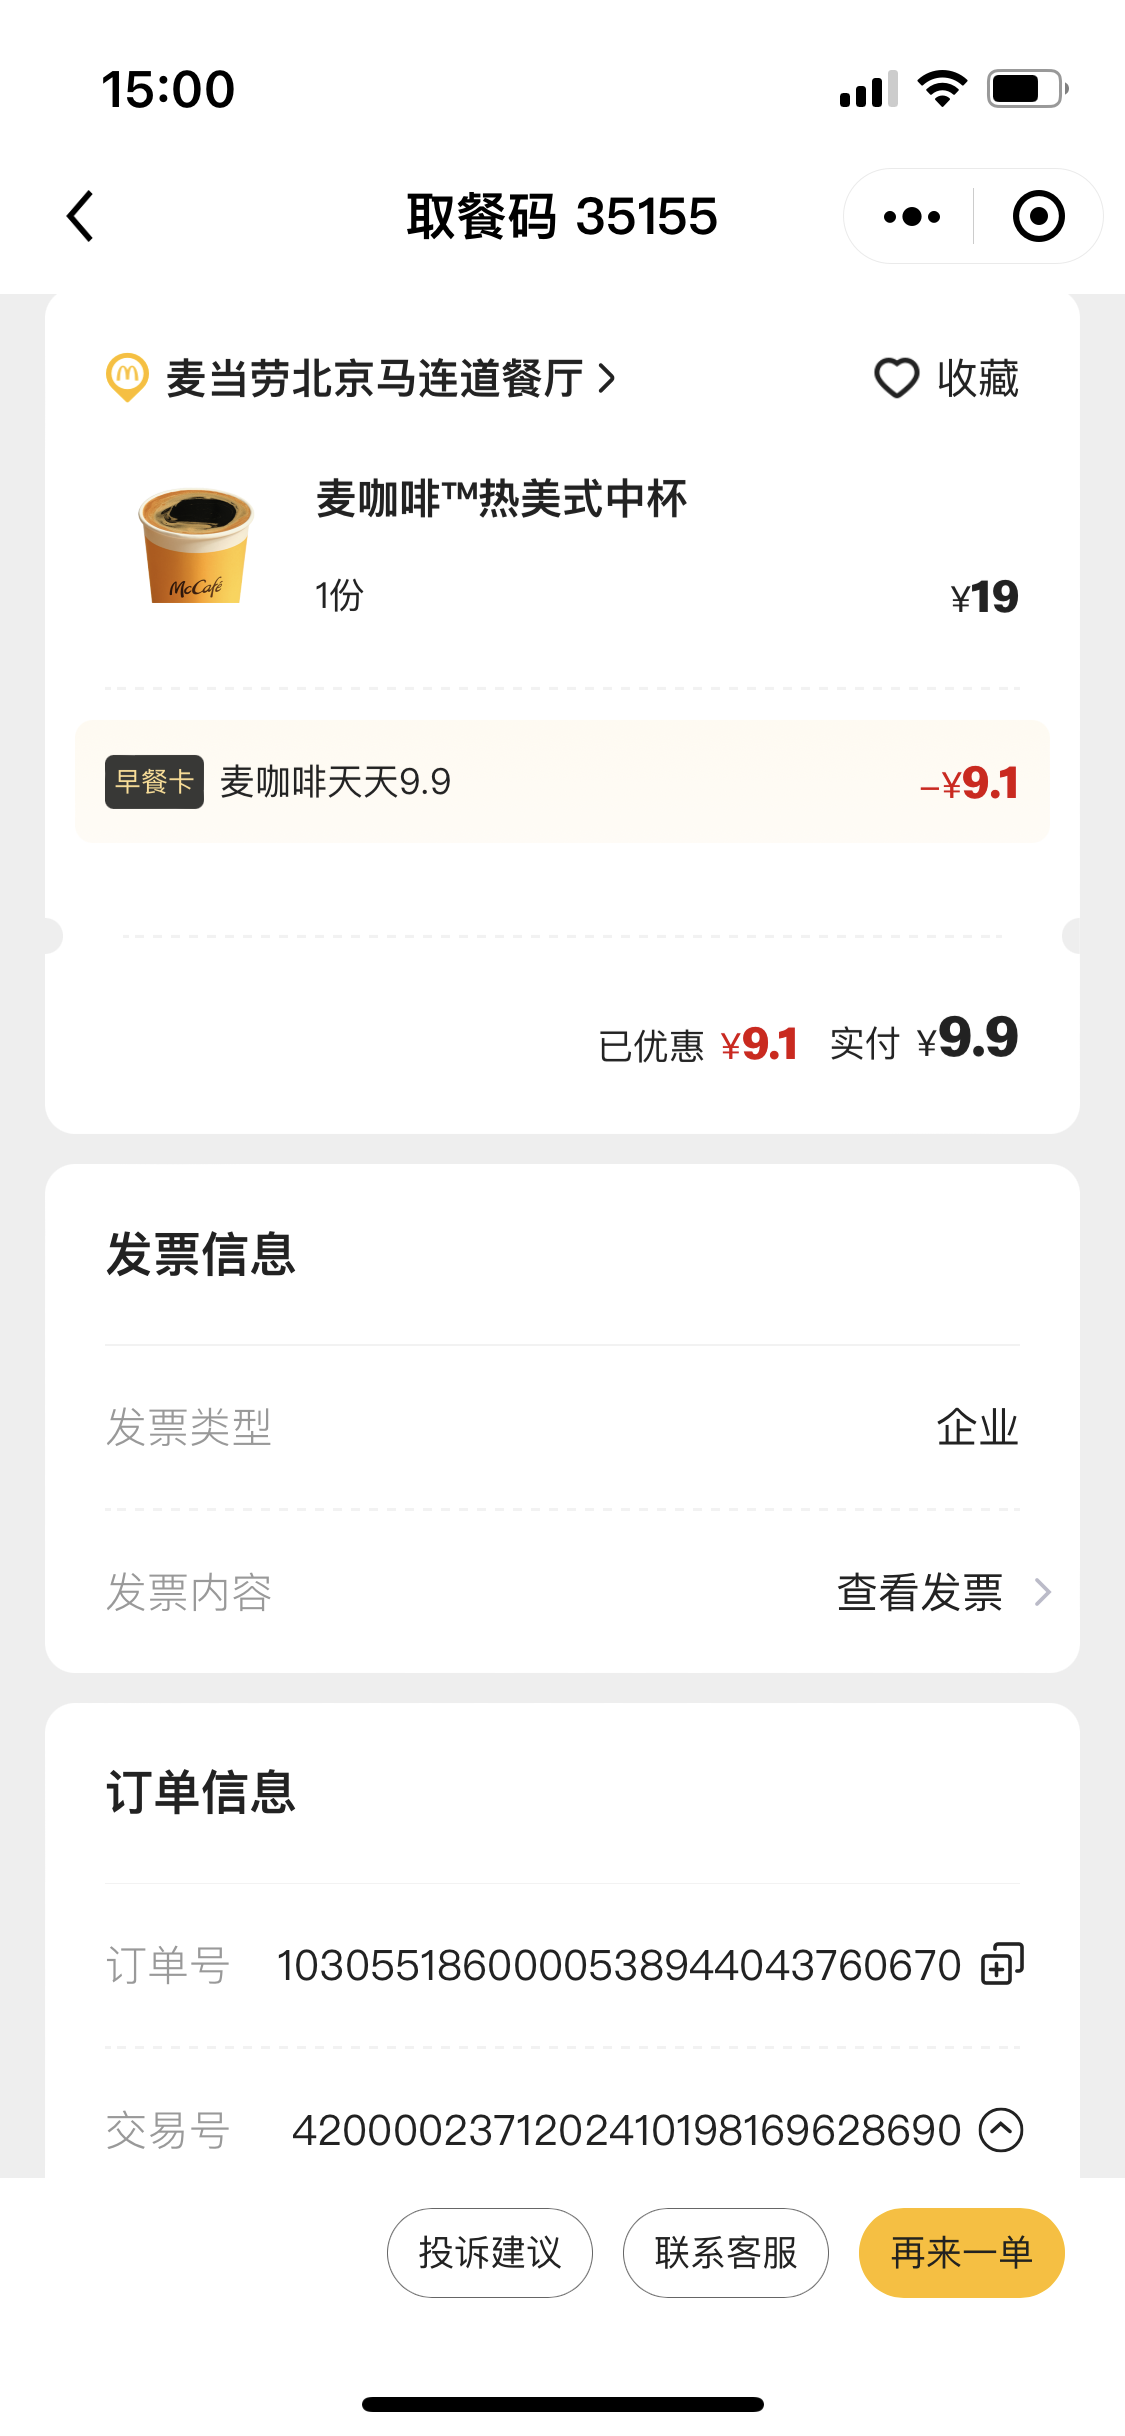 15:00
取餐码 35155
麦当劳北京马连道餐厅
收藏
麦咖啡™热美式中杯
McCafé
1份
¥19
早餐卡 麦咖啡天天9.9
-¥9.1
已优惠 ¥9.1 实付 ¥9.9
发票信息
发票类型 企业
发票内容 查看发票
订单信息
订单号 1030551860000538944043760670
交易号 4200002371202410198169628690
投诉建议 联系客服 再来一单